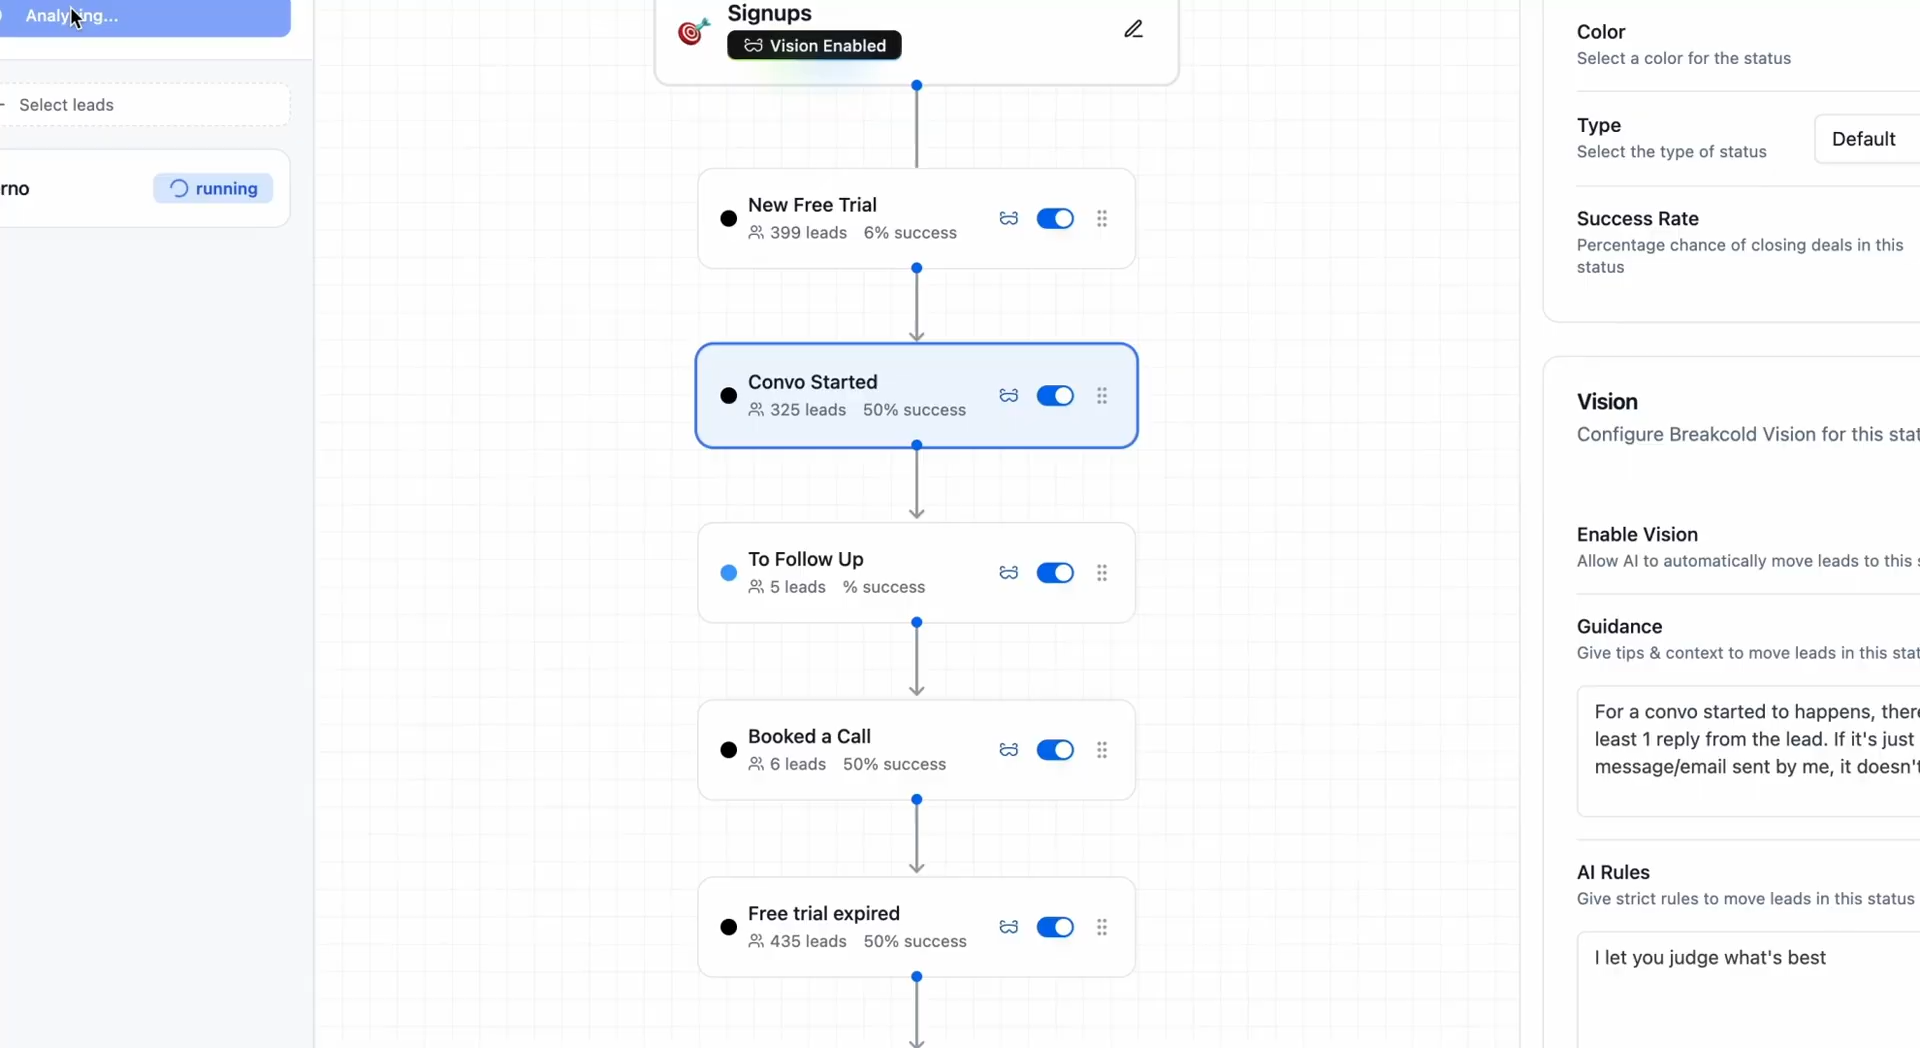 Analyzing...
Select leads
rno
running
Signups
Vision Enabled
New Free Trial
399 leads 6% success
Convo Started
325 leads 50% success
To Follow Up
5 leads % success
Booked a Call
6 leads 50% success
Free trial expired
435 leads 50% success
Color
Select a color for the status
Type
Select the type of status
Default
Success Rate
Percentage chance of closing deals in this
status
Vision
Configure Breakcold Vision for this stat
Enable Vision
Allow AI to automatically move leads to this s
Guidance
Give tips & context to move leads in this stat
For a convo started to happens, there
least 1 reply from the lead. If it's just
message/email sent by me, it doesn't
AI Rules
Give strict rules to move leads in this status
I let you judge what's best